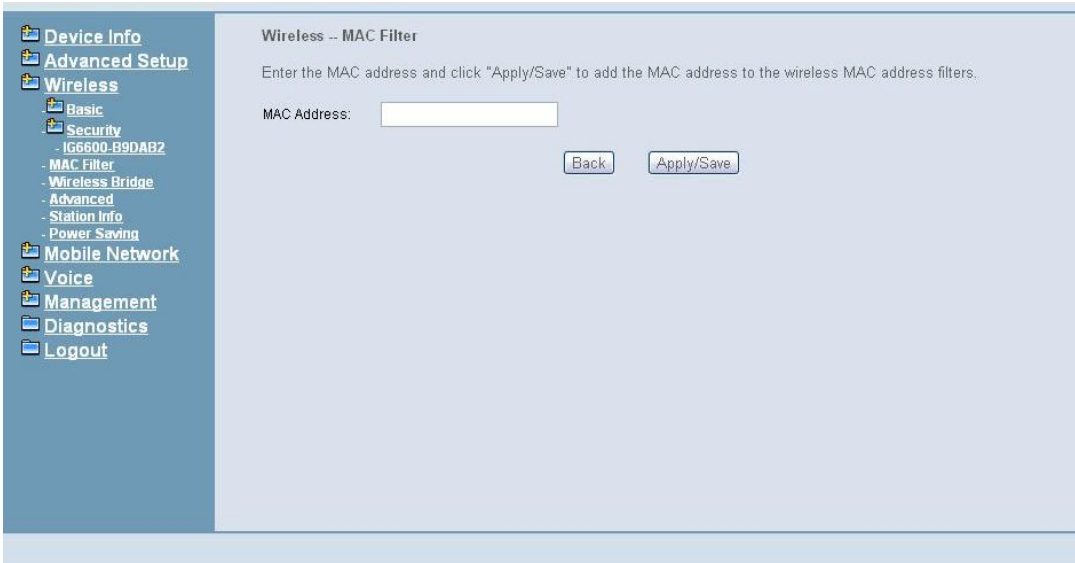 Device Info
Advanced Setup
Wireless
Basic
Security
- IG6600-B9DAB2
- MAC Filter
- Wireless Bridge
- Advanced
- Station Info
- Power Saving
Mobile Network
Voice
Management
Diagnostics
Logout
Wireless -- MAC Filter
Enter the MAC address and click "Apply/Save" to add the MAC address to the wireless MAC address filters.
MAC Address:
Back Apply/Save